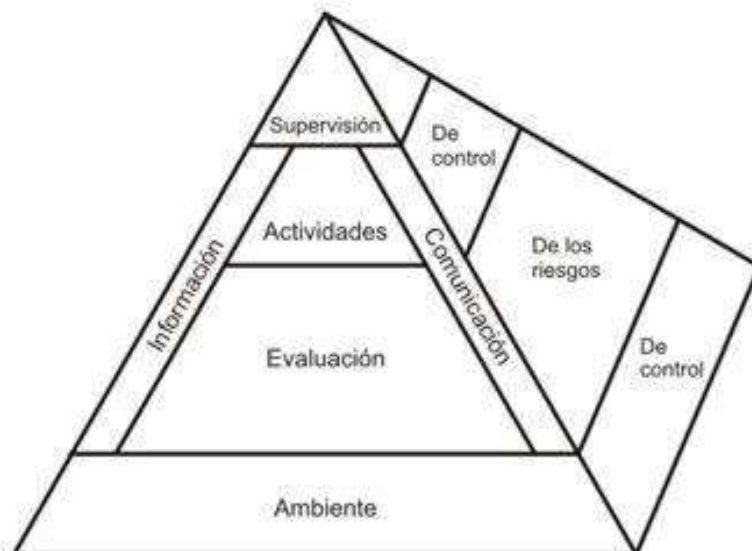 Supervisión
De
control
Actividades
De los
riesgos
Información
Comunicación
Evaluación
De
control
Ambiente